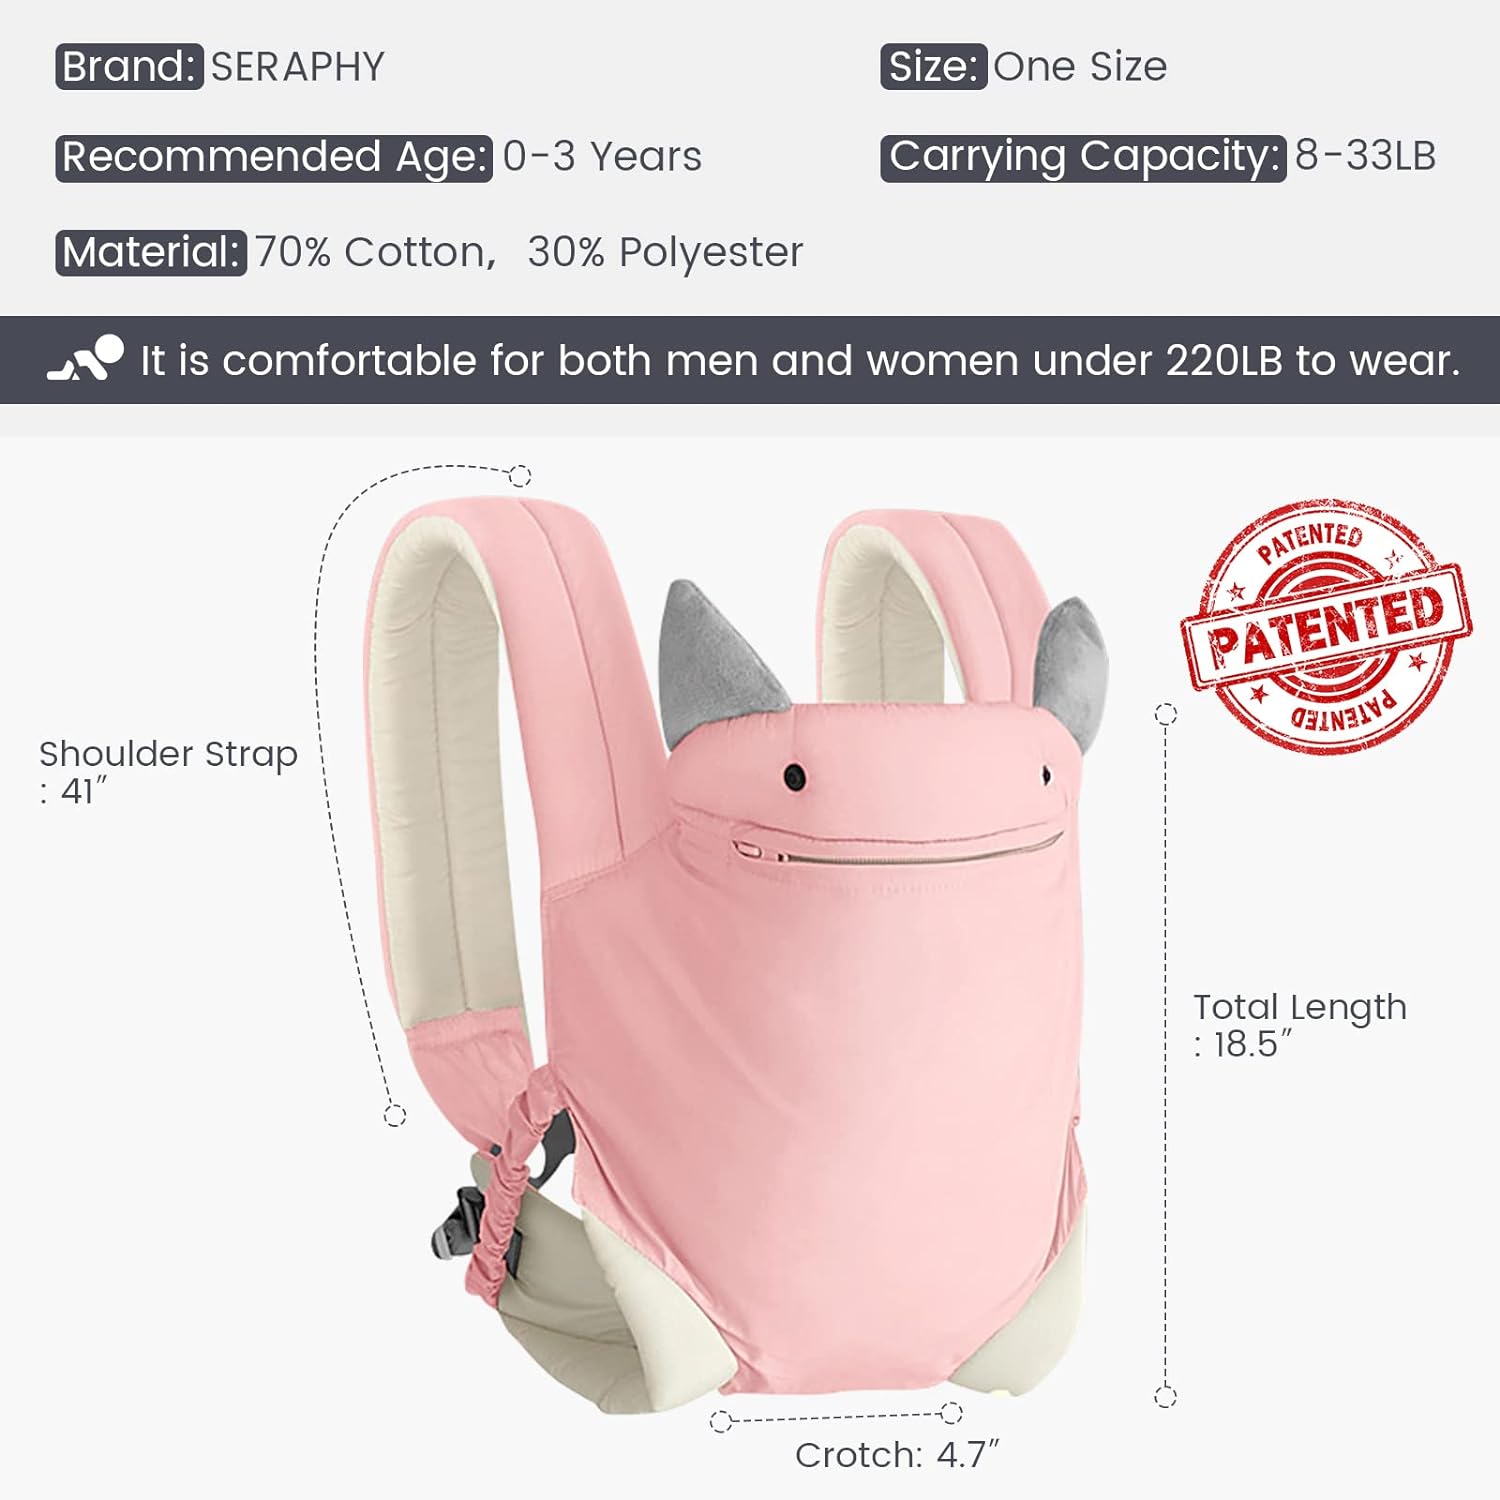 Brand: SERAPHY
Size: One Size
Recommended Age: 0-3 Years
Carrying Capacity: 8-33LB
Material: 70% Cotton, 30% Polyester
It is comfortable for both men and women under 220LB to wear.
PATENTED
PATENTED
PATENTED
Shoulder Strap
: 41"
Total Length
: 18.5"
Crotch: 4.7"